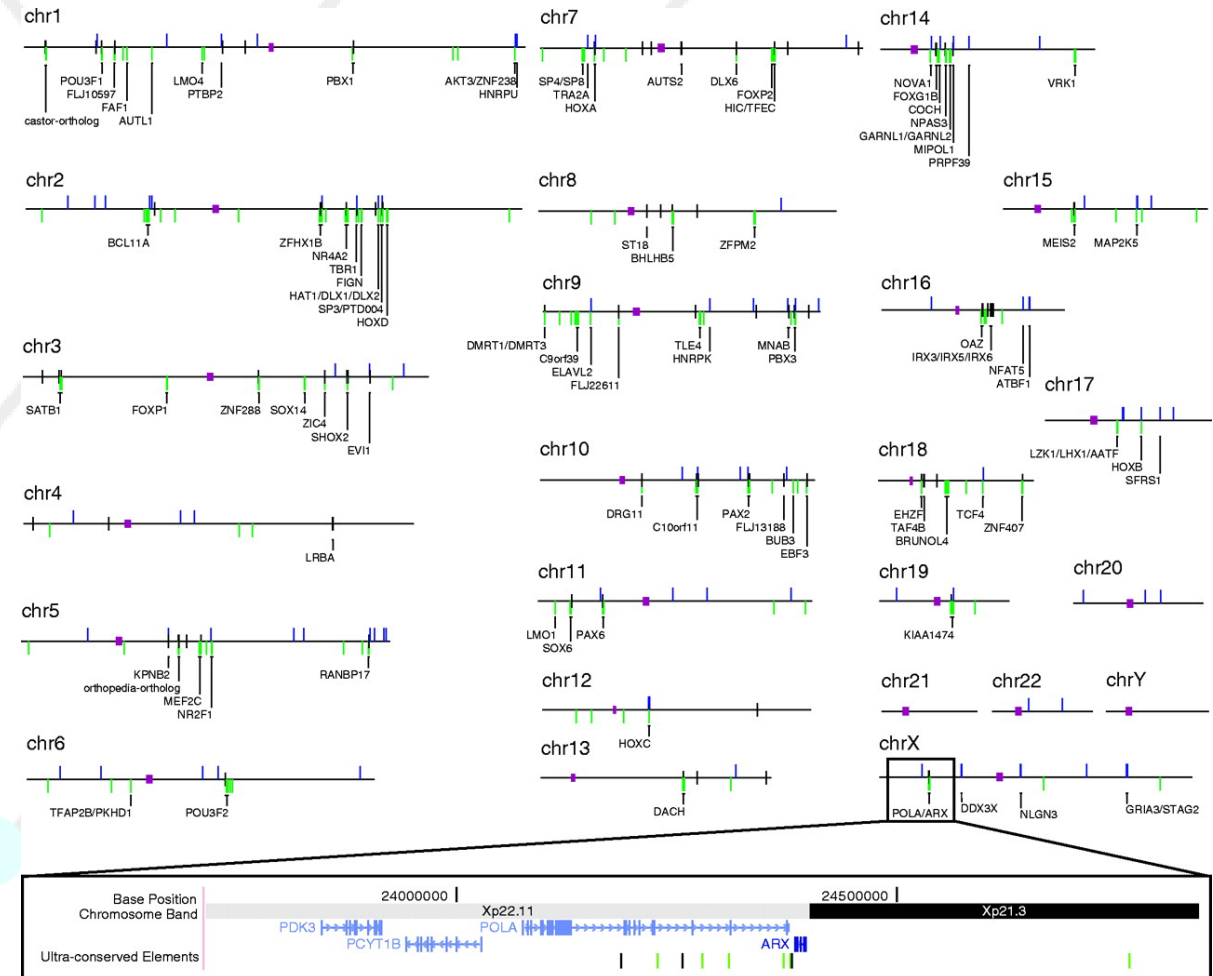 chr1
POU3F1
FLJ10597
FAF1
castor-ortholog
AUTL1
LMO4
PTBP2
PBX1
AKT3/ZNF238
HNRPU
chr2
BCL11A
ZFHX1B
NR4A2
TBR1
FIGN
HAT1/DLX1/DLX2
SP3/PTD004
HOXD
chr3
SATB1
FOXP1
ZNF288
SOX14
ZIC4
SHOX2
EVI1
chr4
LRBA
chr5
KPNB2
orthopedia-ortholog
MEF2C
NR2F1
RANBP17
chr6
TFAP2B/PKHD1
POU3F2
chr7
SP4/SP8
TRA2A
HOXA
AUTS2
DLX6
FOXP2
HIC/TFEC
chr8
ST18
BHLHB5
ZFPM2
chr9
DMRT1/DMRT3
C9orf39
ELAVL2
FLJ22611
TLE4
HNRPK
MNAB
PBX3
chr10
DRG11
C10orf11
PAX2
FLJ13188
BUB3
EBF3
chr11
LMO1
SOX6
PAX6
chr12
HOXC
chr13
DACH
chr14
NOVA1
FOXG1B
COCH
NPAS3
GARNL1/GARNL2
MIPOL1
PRPF39
VRK1
chr15
MEIS2
MAP2K5
chr16
OAZ
IRX3/IRX5/IRX6
NFAT5
ATBF1
chr17
LZK1/LHX1/AATF
HOXB
SFRS1
chr18
EHZF
TAF4B
BRUNOL4
TCF4
ZNF407
chr19
KIAA1474
chr20
chr21
chr22
chrY
chrX
POLA/ARX
DDX3X
NLGN3
GRIA3/STAG2
Base Position
24000000
24500000
Chromosome Band
Xp22.11
Xp21.3
PDK3
POLA
PCYT1B
ARX
Ultra-conserved Elements